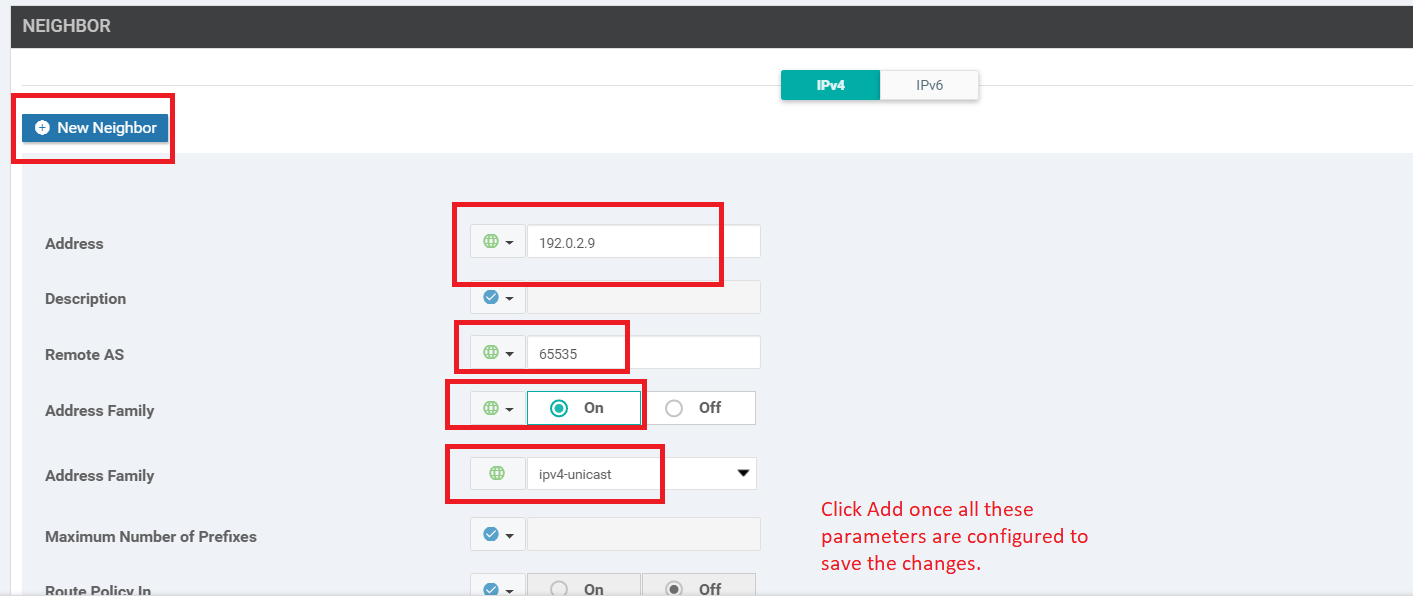 NEIGHBOR
IPv4 IPv6
New Neighbor
Address 192.0.2.9
Description
Remote AS 65535
Address Family On Off
Address Family ipv4-unicast
Click Add once all these
parameters are configured to
save the changes.
Maximum Number of Prefixes
Route Policy In On Off